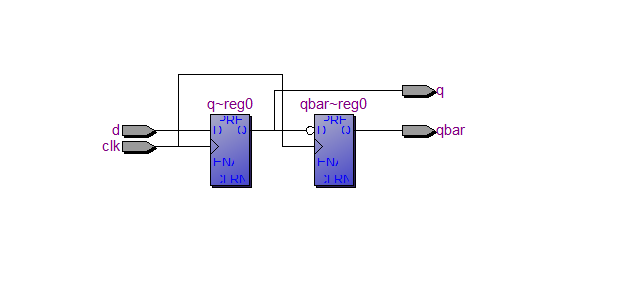 q~reg0 qbar~reg0
q
PRE PRE
d D Q D Q qbar
clk
ENA ENA
CLRN CLRN